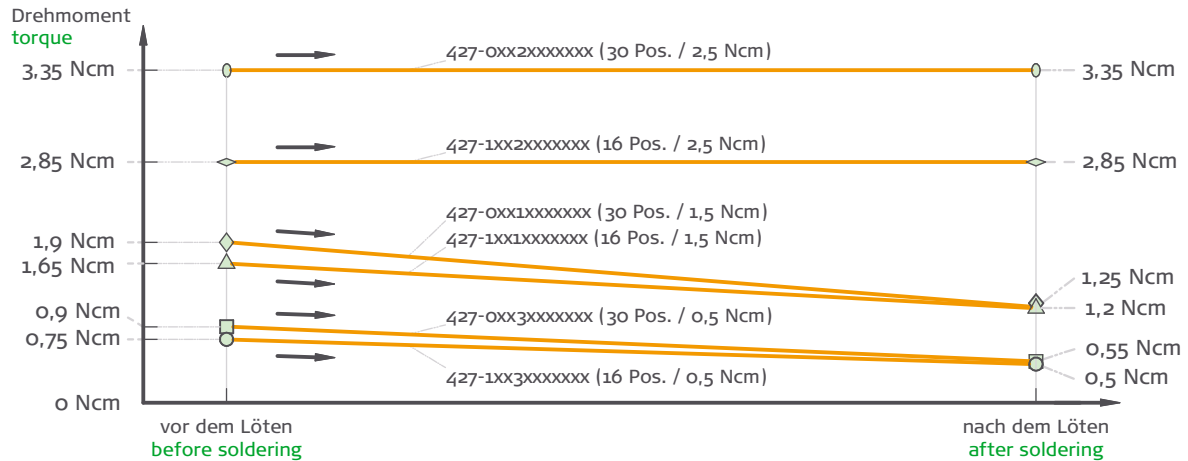 Drehmoment
torque
427-0xx2xxxxxxx (30 Pos. / 2,5 Ncm)
3,35 Ncm
3,35 Ncm
427-1xx2xxxxxxx (16 Pos. / 2,5 Ncm)
2,85 Ncm
2,85 Ncm
427-0xx1xxxxxxx (30 Pos. / 1,5 Ncm)
427-1xx1xxxxxxx (16 Pos. / 1,5 Ncm)
1,9 Ncm
1,65 Ncm
1,25 Ncm
1,2 Ncm
0,9 Ncm
427-0xx3xxxxxxx (30 Pos. / 0,5 Ncm)
0,75 Ncm
0,55 Ncm
427-1xx3xxxxxxx (16 Pos. / 0,5 Ncm)
0,5 Ncm
0 Ncm
vor dem Löten
before soldering
nach dem Löten
after soldering